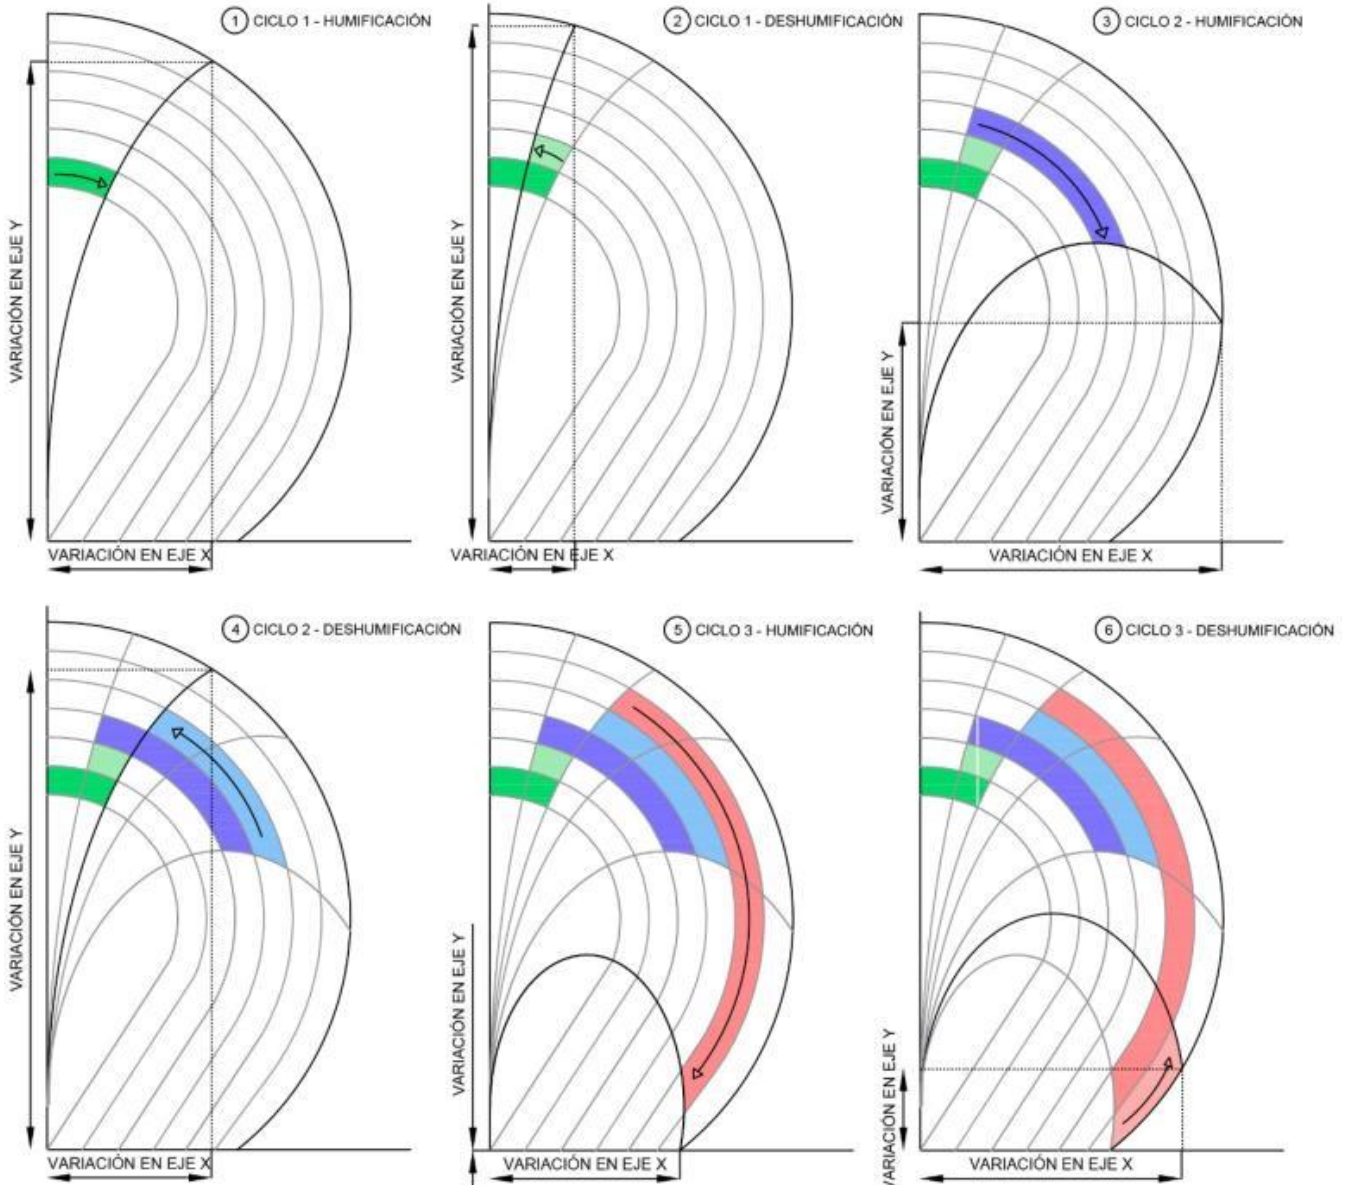 1 CICLO 1 - HUMIFICACIÓN
VARIACIÓN EN EJE Y
VARIACIÓN EN EJE X
2 CICLO 1 - DESHUMIFICACIÓN
VARIACIÓN EN EJE Y
VARIACIÓN EN EJE X
3 CICLO 2 - HUMIFICACIÓN
VARIACIÓN EN EJE Y
VARIACIÓN EN EJE X
4 CICLO 2 - DESHUMIFICACIÓN
VARIACIÓN EN EJE Y
VARIACIÓN EN EJE X
5 CICLO 3 - HUMIFICACIÓN
VARIACIÓN EN EJE Y
VARIACIÓN EN EJE X
6 CICLO 3 - DESHUMIFICACIÓN
VARIACIÓN EN EJE Y
VARIACIÓN EN EJE X